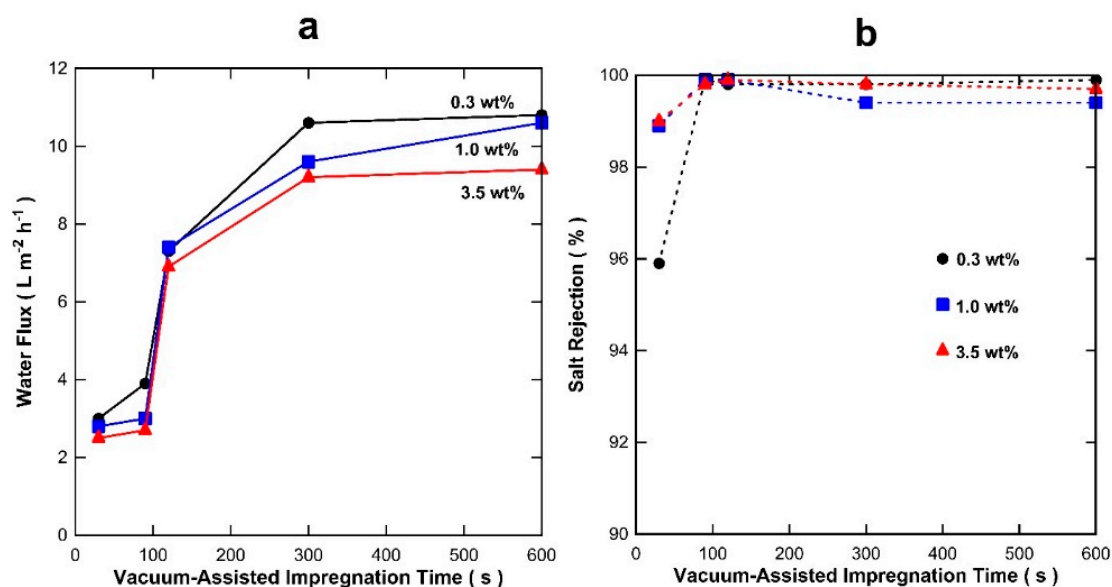 a
12
10
8
6
4
2
0
Water Flux ( L m⁻² h⁻¹ )
0.3 wt%
1.0 wt%
3.5 wt%
0 100 200 300 400 500 600
Vacuum-Assisted Impregnation Time ( s )
b
100
98
96
94
92
90
Salt Rejection ( % )
0.3 wt%
1.0 wt%
3.5 wt%
0 100 200 300 400 500 600
Vacuum-Assisted Impregnation Time ( s )